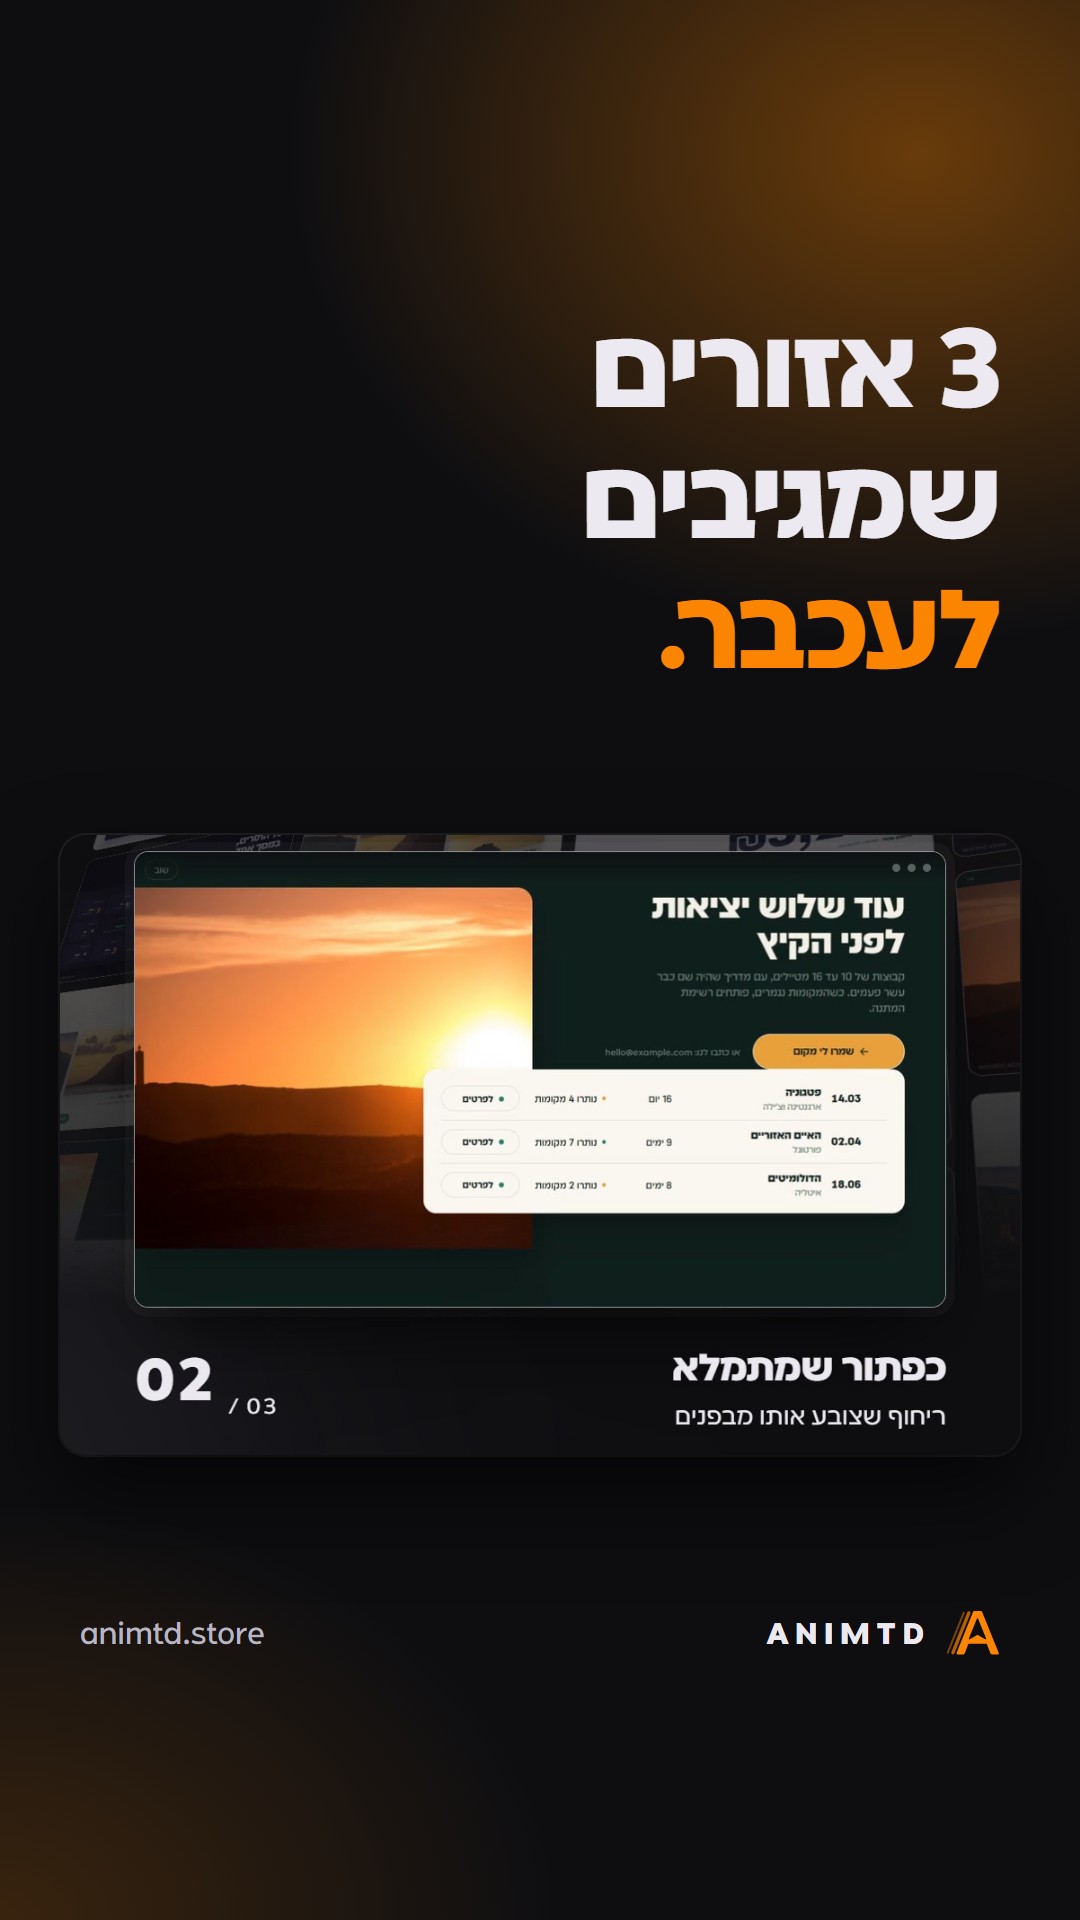 3 אזורים
שמגיבים
לעכבר.
שוב
עוד שלוש יציאות
לפני הקיץ
קבוצות של 10 עד 16 מטיילים, עם מדריך שהיה שם כבר
עשר פעמים. כשהמקומות נגמרים, פותחים רשימת
המתנה.
← שמרו לי מקום
או כתבו לנו: hello@example.com
14.03 פטגוניה 16 יום נותרו 4 מקומות לפרטים
ארגנטינה וצ'ילה
02.04 האיים האזוריים 9 ימים נותרו 7 מקומות לפרטים
פורטוגל
18.06 הדולומיטים 8 ימים נותרו 2 מקומות לפרטים
איטליה
כפתור שמתמלא
ריחוף שצובע אותו מבפנים
02 / 03
ANIMTD
animtd.store